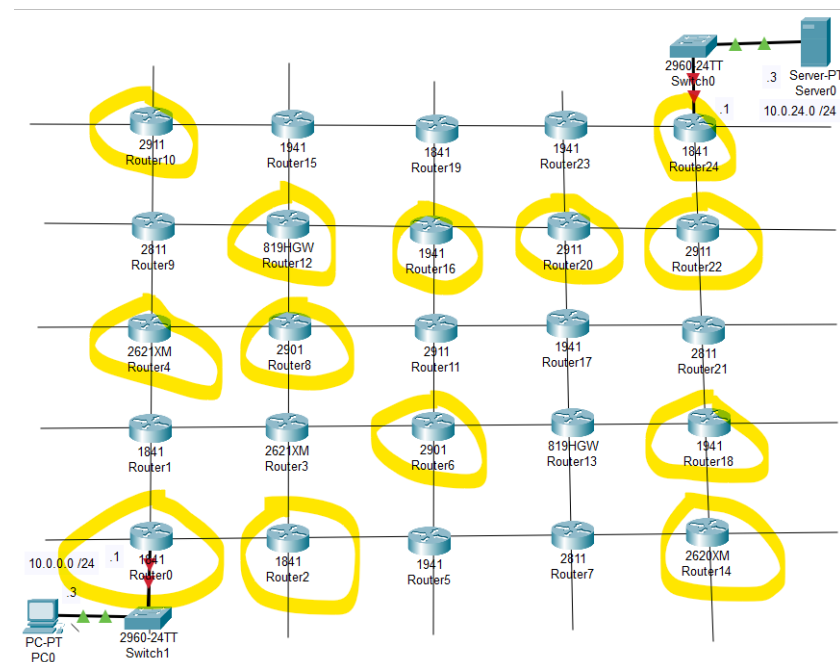 2960-24TT
Switch0
.3
Server-PT
Server0
.1
10.0.24.0 /24
2911
Router10
1941
Router15
1841
Router19
1941
Router23
1841
Router24
2811
Router9
819HGW
Router12
1941
Router16
2911
Router20
2911
Router22
2621XM
Router4
2901
Router8
2911
Router11
1941
Router17
2811
Router21
1841
Router1
2621XM
Router3
2901
Router6
819HGW
Router13
1941
Router18
10.0.0.0 /24
.1
1841
Router0
1841
Router2
1941
Router5
2811
Router7
2620XM
Router14
.3
PC-PT
PC0
2960-24TT
Switch1